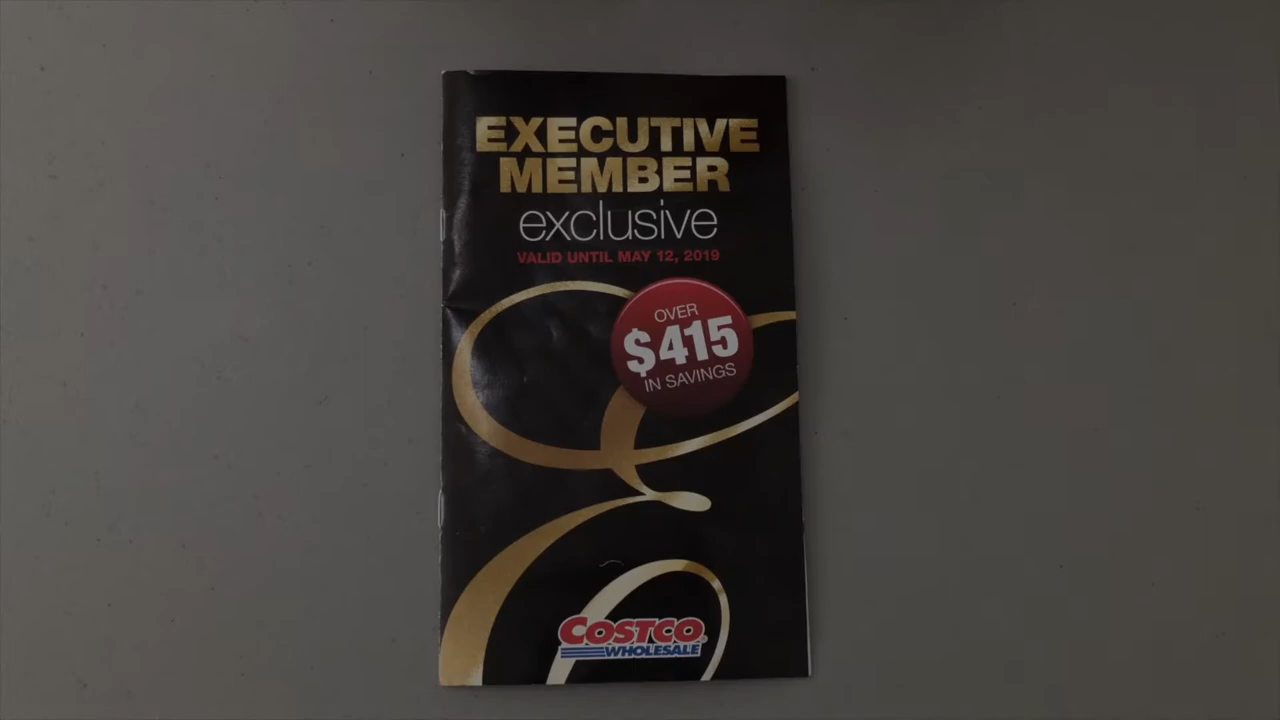 EXECUTIVE
MEMBER
exclusive
VALID UNTIL MAY 12, 2019
OVER
$415
IN SAVINGS
COSTCO
WHOLESALE